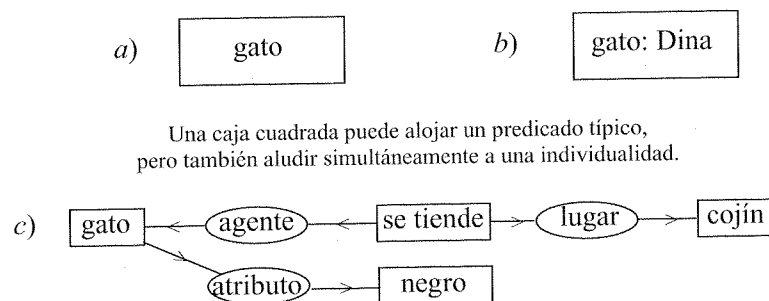 a) gato b) gato: Dina
Una caja cuadrada puede alojar un predicado típico,
pero también aludir simultáneamente a una individualidad.
c) gato agente se tiende lugar cojín
atributo negro